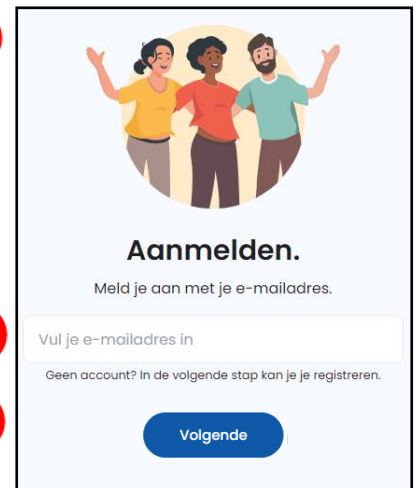 Aanmelden.
Meld je aan met je e-mailadres.
Vul je e-mailadres in
Geen account? In de volgende stap kan je je registreren.
Volgende